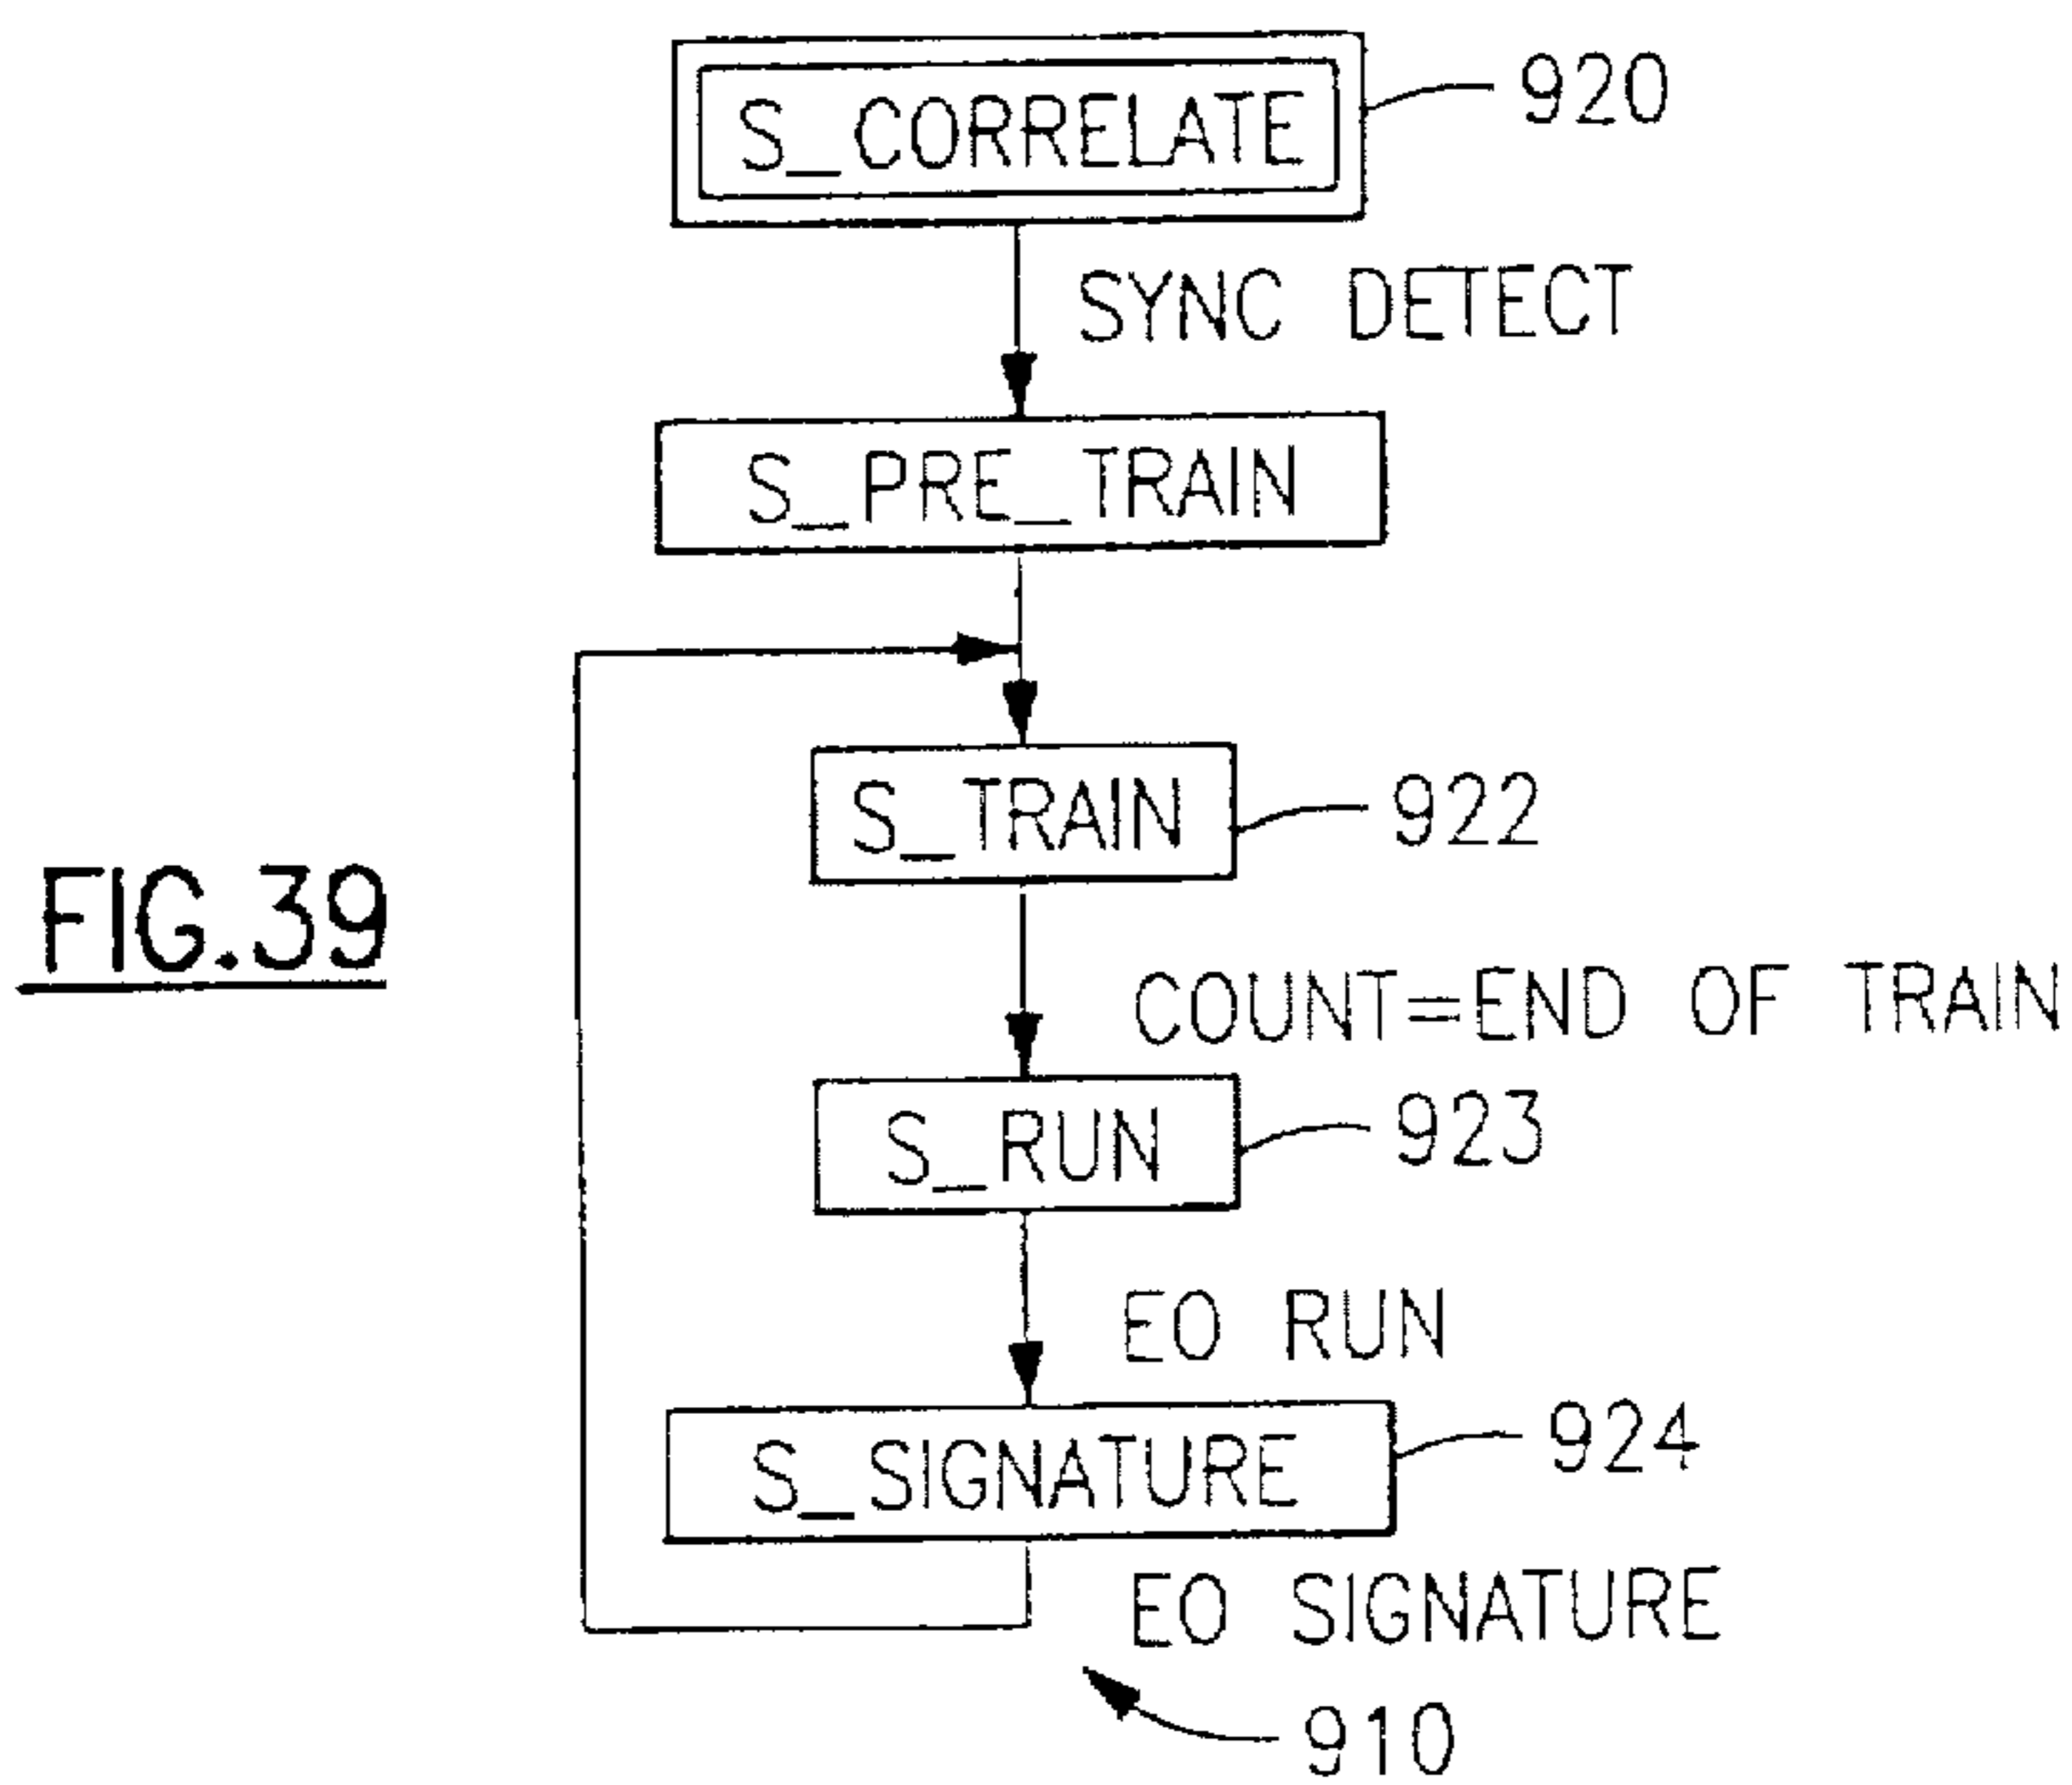 S_CORRELATE
920
SYNC DETECT
S_PRE_TRAIN
S_TRAIN
922
FIG.39
COUNT=END OF TRAIN
S_RUN
923
EO RUN
S_SIGNATURE
924
EO SIGNATURE
910